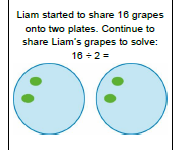 Liam started to share 16 grapes
onto two plates. Continue to
share Liam's grapes to solve:
16 ÷ 2 =